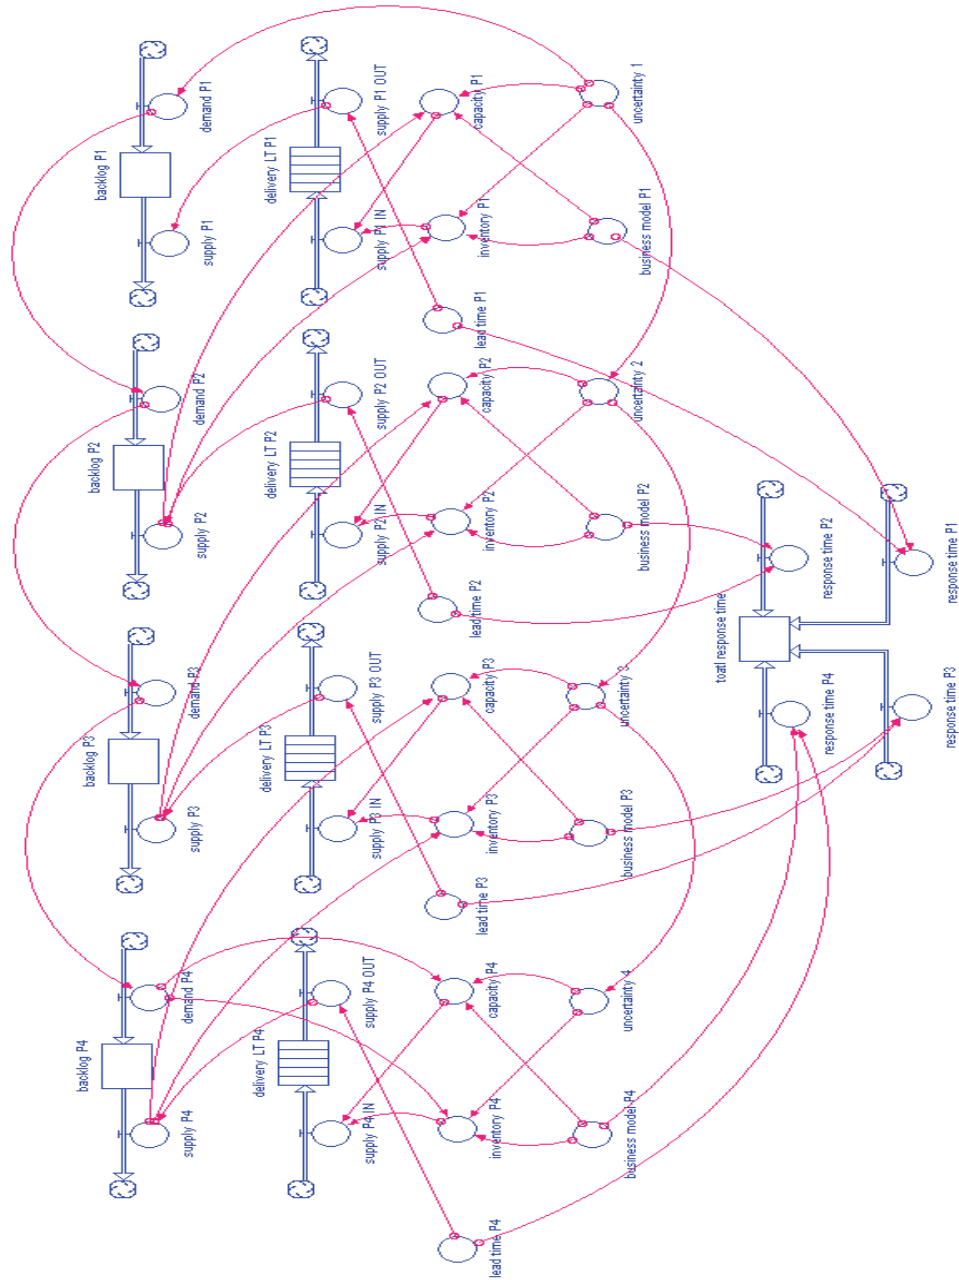 backlog P4
backlog P3
backlog P2
backlog P1
supply P4
demand P4
supply P3
demand P3
supply P2
demand P2
supply P1
demand P1
delivery LT P4
delivery LT P3
delivery LT P2
delivery LT P1
supply P4 IN
supply P4 OUT
supply P3 IN
supply P3 OUT
supply P2 IN
supply P2 OUT
supply P1 IN
supply P1 OUT
lead time P4
inventory P4
capacity P4
lead time P3
inventory P3
capacity P3
lead time P2
inventory P2
capacity P2
lead time P1
inventory P1
capacity P1
business model P4
uncertainty 4
business model P3
uncertainty 3
business model P2
uncertainty 2
business model P1
uncertainty 1
toatl response time
response time P4
response time P2
response time P3
response time P1